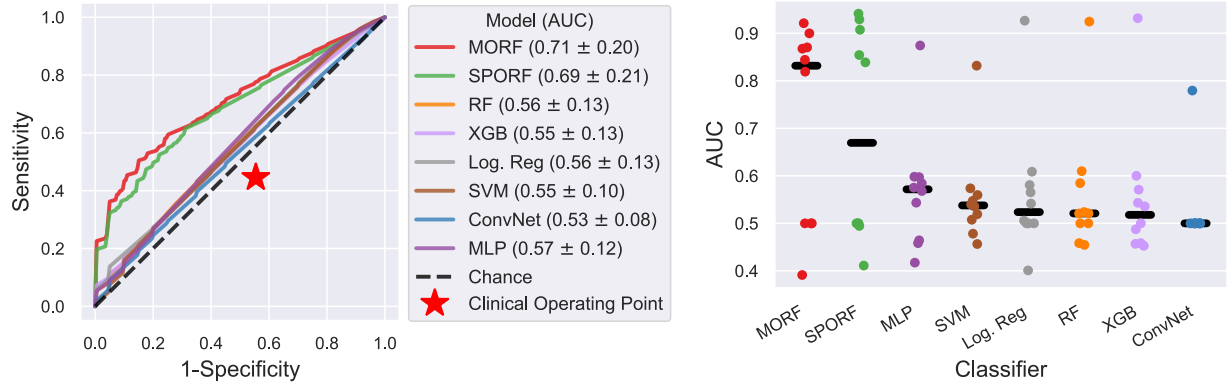 1.0
0.8
0.6
0.4
0.2
0.0
Sensitivity
0.0 0.2 0.4 0.6 0.8 1.0
1-Specificity
Model (AUC)
MORF (0.71 ± 0.20)
SPORF (0.69 ± 0.21)
RF (0.56 ± 0.13)
XGB (0.55 ± 0.13)
Log. Reg (0.56 ± 0.13)
SVM (0.55 ± 0.10)
ConvNet (0.53 ± 0.08)
MLP (0.57 ± 0.12)
Chance
Clinical Operating Point
0.9
0.8
0.7
0.6
0.5
0.4
AUC
MORF
SPORF
MLP
SVM
Log. Reg
RF
XGB
ConvNet
Classifier